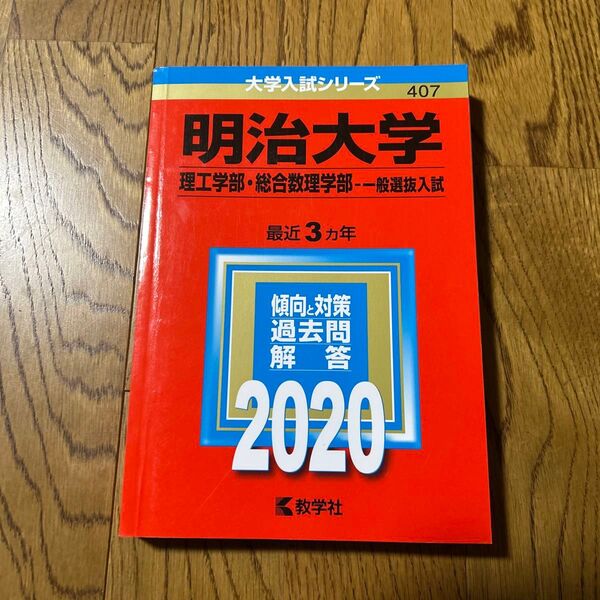 大学入試シリーズ
407
明治大学
理工学部・総合数理学部-一般選抜入試
最近3カ年
傾向と対策
過去問
解答
2020
教学社